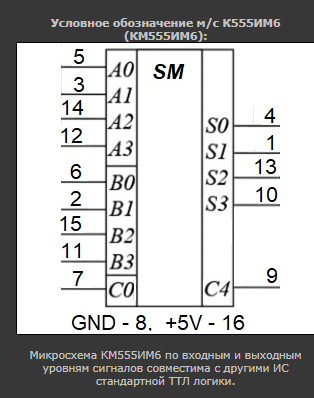 Условное обозначение м/с К555ИМ6
(КМ555ИМ6):
SM
5 A0
3 A1
14 A2
12 A3
6 B0
2 B1
15 B2
11 B3
7 C0
S0 4
S1 1
S2 13
S3 10
C4 9
GND - 8, +5V - 16
Микросхема КМ555ИМ6 по входным и выходным
уровням сигналов совместима с другими ИС
стандартной ТТЛ логики.